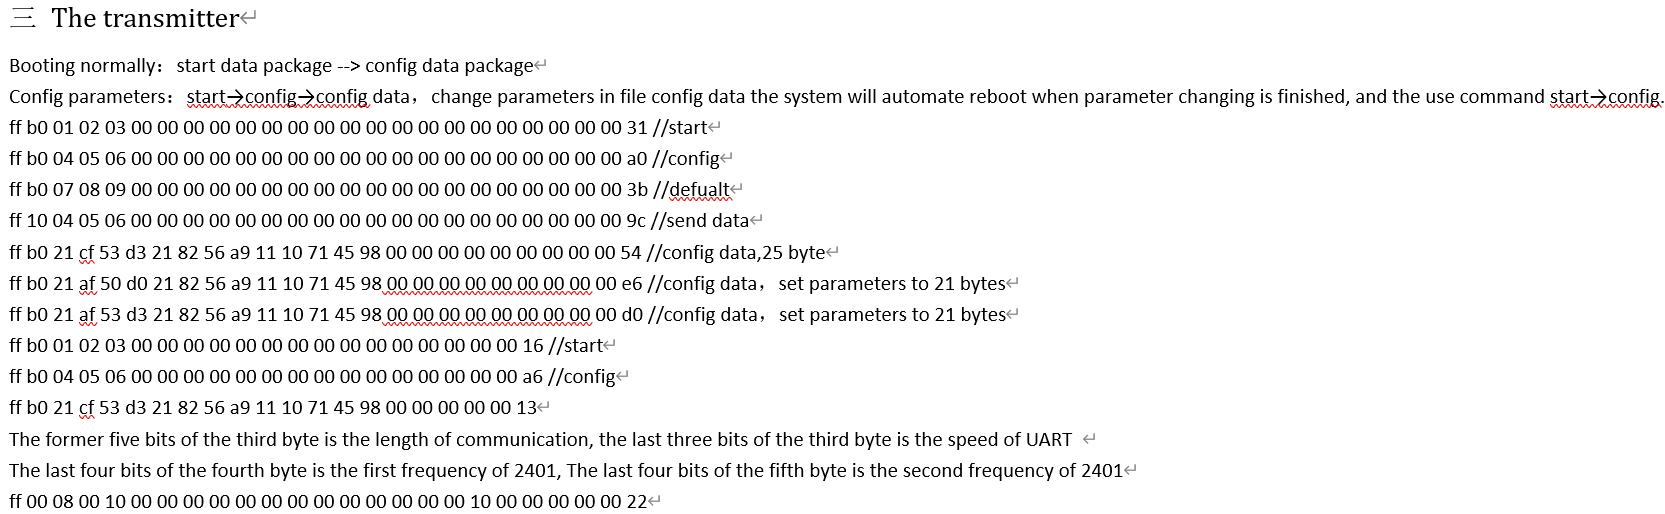 三 The transmitter↵
Booting normally：start data package --> config data package↵
Config parameters：start→config→config data，change parameters in file config data the system will automate reboot when parameter changing is finished, and the use command start→config.
ff b0 01 02 03 00 00 00 00 00 00 00 00 00 00 00 00 00 00 00 00 00 00 00 31 //start↵
ff b0 04 05 06 00 00 00 00 00 00 00 00 00 00 00 00 00 00 00 00 00 00 00 a0 //config↵
ff b0 07 08 09 00 00 00 00 00 00 00 00 00 00 00 00 00 00 00 00 00 00 00 3b //defualt↵
ff 10 04 05 06 00 00 00 00 00 00 00 00 00 00 00 00 00 00 00 00 00 00 00 9c //send data↵
ff b0 21 cf 53 d3 21 82 56 a9 11 10 71 45 98 00 00 00 00 00 00 00 00 00 54 //config data,25 byte↵
ff b0 21 af 50 d0 21 82 56 a9 11 10 71 45 98 00 00 00 00 00 00 00 00 00 e6 //config data，set parameters to 21 bytes↵
ff b0 21 af 53 d3 21 82 56 a9 11 10 71 45 98 00 00 00 00 00 00 00 00 00 d0 //config data，set parameters to 21 bytes↵
ff b0 01 02 03 00 00 00 00 00 00 00 00 00 00 00 00 00 00 00 16 //start↵
ff b0 04 05 06 00 00 00 00 00 00 00 00 00 00 00 00 00 00 00 a6 //config↵
ff b0 21 cf 53 d3 21 82 56 a9 11 10 71 45 98 00 00 00 00 00 13↵
The former five bits of the third byte is the length of communication, the last three bits of the third byte is the speed of UART ↵
The last four bits of the fourth byte is the first frequency of 2401, The last four bits of the fifth byte is the second frequency of 2401↵
ff 00 08 00 10 00 00 00 00 00 00 00 00 00 00 00 00 00 10 00 00 00 00 00 22↵